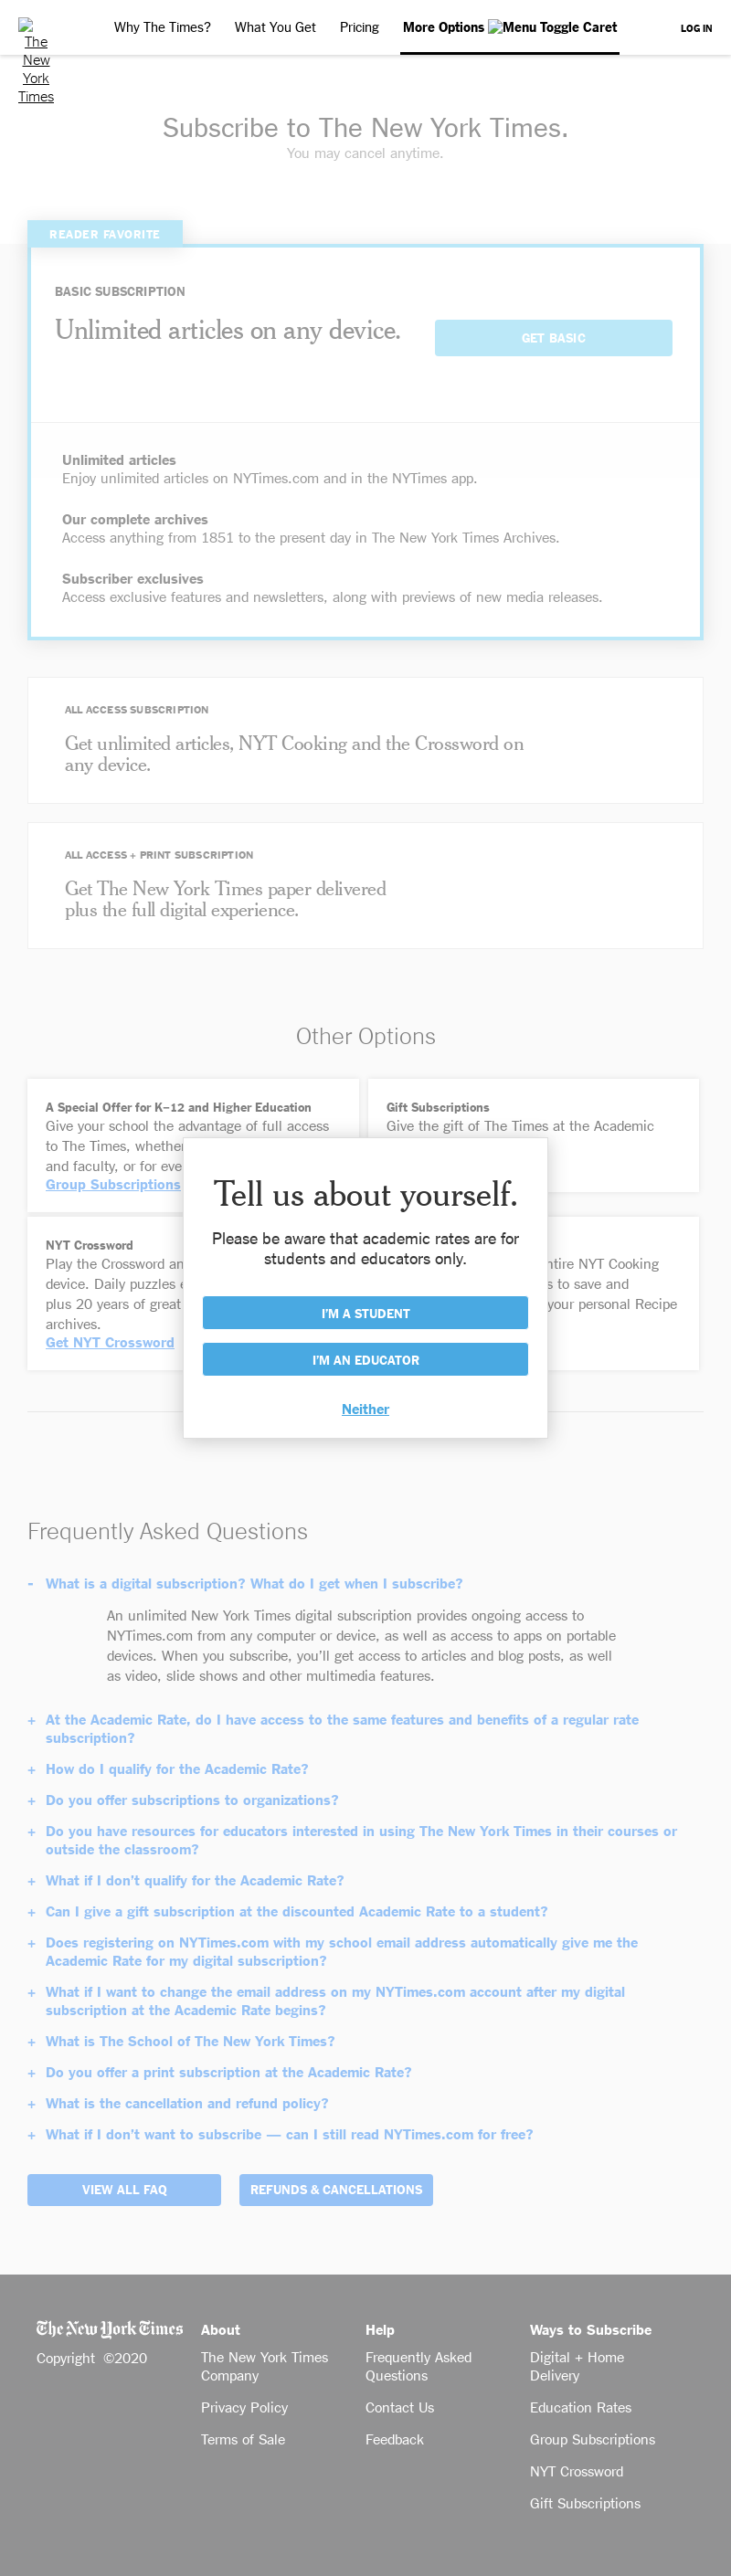 The
New
York
Times
Why The Times?
What You Get
Pricing
More Options Menu Toggle Caret
LOG IN
Subscribe to The New York Times.
You may cancel anytime.
READER FAVORITE
BASIC SUBSCRIPTION
Unlimited articles on any device.
GET BASIC
Unlimited articles
Enjoy unlimited articles on NYTimes.com and in the NYTimes app.
Our complete archives
Access anything from 1851 to the present day in The New York Times Archives.
Subscriber exclusives
Access exclusive features and newsletters, along with previews of new media releases.
ALL ACCESS SUBSCRIPTION
Get unlimited articles, NYT Cooking and the Crossword on
any device.
ALL ACCESS + PRINT SUBSCRIPTION
Get The New York Times paper delivered
plus the full digital experience.
Other Options
A Special Offer for K–12 and Higher Education
Give your school the advantage of full access
to The Times, whether
and faculty, or for eve
Group Subscriptions
Gift Subscriptions
Give the gift of The Times at the Academic
NYT Crossword
Play the Crossword an
device. Daily puzzles e
plus 20 years of great
archives.
Get NYT Crossword
ntire NYT Cooking
s to save and
your personal Recipe
Tell us about yourself.
Please be aware that academic rates are for
students and educators only.
I'M A STUDENT
I'M AN EDUCATOR
Neither
Frequently Asked Questions
- What is a digital subscription? What do I get when I subscribe?
An unlimited New York Times digital subscription provides ongoing access to
NYTimes.com from any computer or device, as well as access to apps on portable
devices. When you subscribe, you'll get access to articles and blog posts, as well
as video, slide shows and other multimedia features.
+ At the Academic Rate, do I have access to the same features and benefits of a regular rate
subscription?
+ How do I qualify for the Academic Rate?
+ Do you offer subscriptions to organizations?
+ Do you have resources for educators interested in using The New York Times in their courses or
outside the classroom?
+ What if I don't qualify for the Academic Rate?
+ Can I give a gift subscription at the discounted Academic Rate to a student?
+ Does registering on NYTimes.com with my school email address automatically give me the
Academic Rate for my digital subscription?
+ What if I want to change the email address on my NYTimes.com account after my digital
subscription at the Academic Rate begins?
+ What is The School of The New York Times?
+ Do you offer a print subscription at the Academic Rate?
+ What is the cancellation and refund policy?
+ What if I don't want to subscribe — can I still read NYTimes.com for free?
VIEW ALL FAQ
REFUNDS & CANCELLATIONS
The New York Times
Copyright ©2020
About
The New York Times
Company
Privacy Policy
Terms of Sale
Help
Frequently Asked
Questions
Contact Us
Feedback
Ways to Subscribe
Digital + Home
Delivery
Education Rates
Group Subscriptions
NYT Crossword
Gift Subscriptions